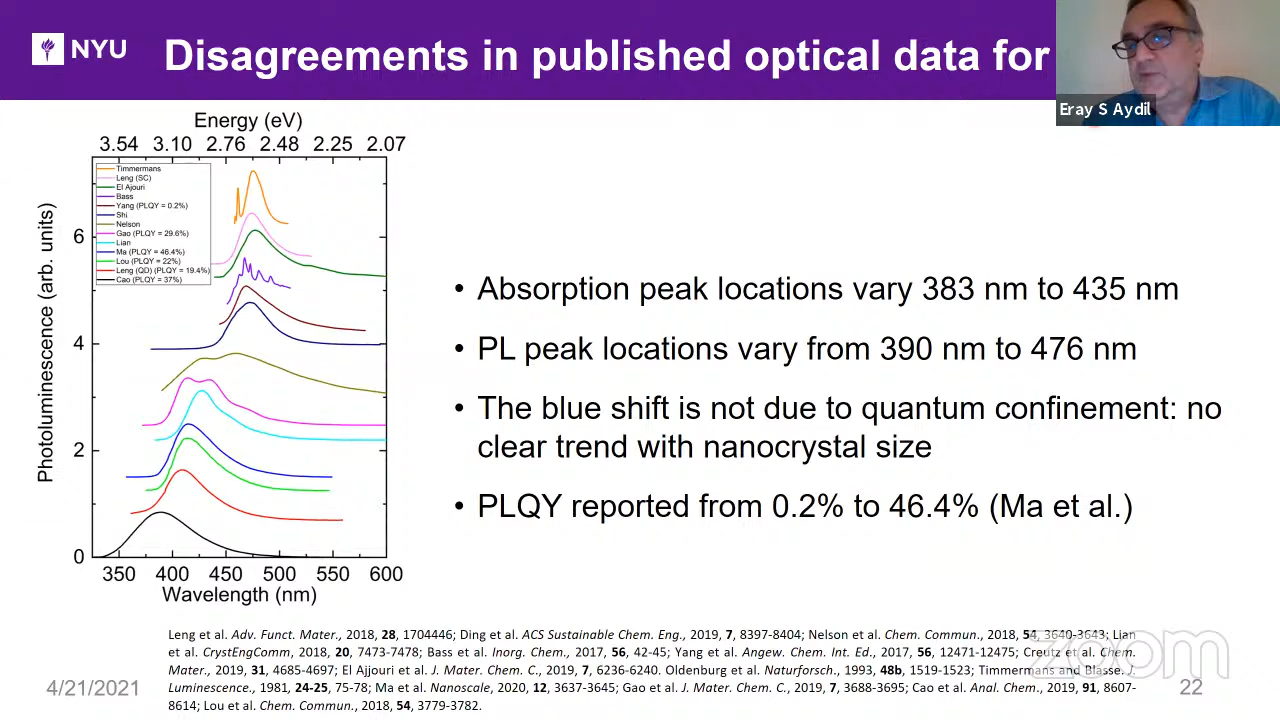 NYU
Disagreements in published optical data for
Eray S Aydil
Energy (eV)
3.54 3.10 2.76 2.48 2.25 2.07
Timmermans
Leng (SC)
El Ajouri
Bass
Yang (PLQY = 0.2%)
Shi
Nelson
Gao (PLQY = 29.6%)
Lian
Ma (PLQY = 46.4%)
Lou (PLQY = 22%)
Leng (QD) (PLQY = 19.4%)
Cao (PLQY = 37%)
Photoluminescence (arb. units)
6
4
2
0
350 400 450 500 550 600
Wavelength (nm)
• Absorption peak locations vary 383 nm to 435 nm
• PL peak locations vary from 390 nm to 476 nm
• The blue shift is not due to quantum confinement: no
clear trend with nanocrystal size
• PLQY reported from 0.2% to 46.4% (Ma et al.)
Leng et al. Adv. Funct. Mater., 2018, 28, 1704446; Ding et al. ACS Sustainable Chem. Eng., 2019, 7, 8397-8404; Nelson et al. Chem. Commun., 2018, 54, 3640-3643; Lian
et al. CrystEngComm, 2018, 20, 7473-7478; Bass et al. Inorg. Chem., 2017, 56, 42-45; Yang et al. Angew. Chem. Int. Ed., 2017, 56, 12471-12475; Creutz et al. Chem.
Mater., 2019, 31, 4685-4697; El Ajjouri et al. J. Mater. Chem. C., 2019, 7, 6236-6240. Oldenburg et al. Naturforsch., 1993, 48b, 1519-1523; Timmermans and Blasse. J.
Luminescence., 1981, 24-25, 75-78; Ma et al. Nanoscale, 2020, 12, 3637-3645; Gao et al. J. Mater. Chem. C., 2019, 7, 3688-3695; Cao et al. Anal. Chem., 2019, 91, 8607-
8614; Lou et al. Chem. Commun., 2018, 54, 3779-3782.
zoom
4/21/2021
22